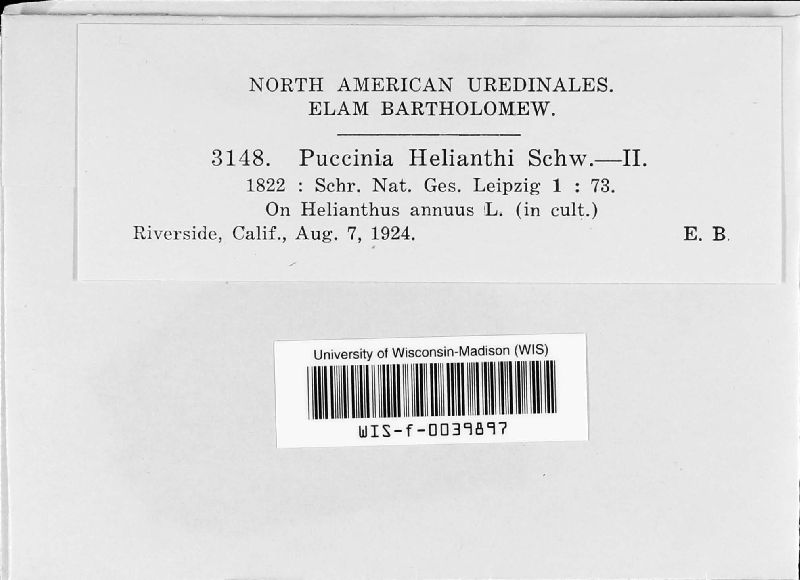 NORTH AMERICAN UREDINALES.
ELAM BARTHOLOMEW.
3148. Puccinia Helianthi Schw.—II.
1822 : Schr. Nat. Ges. Leipzig 1 : 73.
On Helianthus annuus L. (in cult.)
Riverside, Calif., Aug. 7, 1924. E. B.
University of Wisconsin-Madison (WIS)
WIS-f-0039897